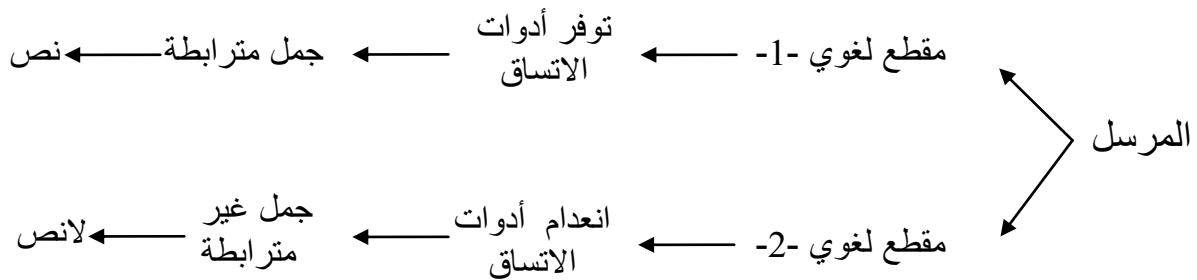 المرسل
مقطع لغوي -1-
توفر أدوات
الاتساق
جمل مترابطة
نص
مقطع لغوي -2-
انعدام أدوات
الاتساق
جمل غير
مترابطة
لانص